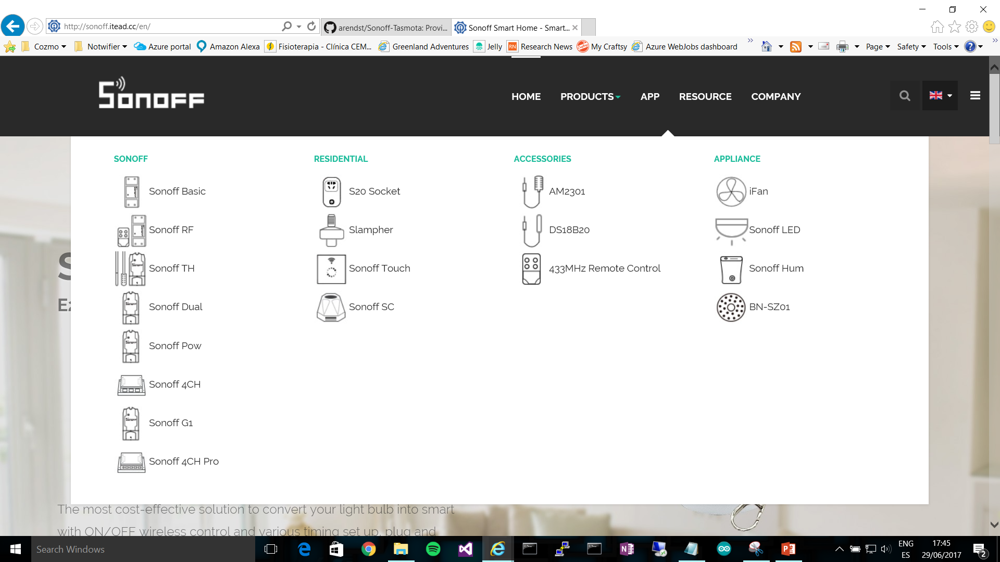 http://sonoff.itead.cc/en/
arendst/Sonoff-Tasmota: Provi...
Sonoff Smart Home - Smart...
Cozmo
Notwifier
Azure portal
Amazon Alexa
Fisioterapia - Clínica CEM...
Greenland Adventures
Jelly
RN
Research News
My Craftsy
Azure WebJobs dashboard
Page
Safety
Tools
SONOFF
HOME
PRODUCTS
APP
RESOURCE
COMPANY
SONOFF
Sonoff Basic
Sonoff RF
Sonoff TH
Sonoff Dual
Sonoff Pow
Sonoff 4CH
Sonoff G1
Sonoff 4CH Pro
RESIDENTIAL
S20 Socket
Slampher
Sonoff Touch
Sonoff SC
ACCESSORIES
AM2301
DS18B20
433MHz Remote Control
APPLIANCE
iFan
Sonoff LED
Sonoff Hum
BN-SZ01
The most cost-effective solution to convert your light bulb into smart
with ON/OFF wireless control and various timing set up, plug and
Search Windows
ENG
ES
17:45
29/06/2017
2